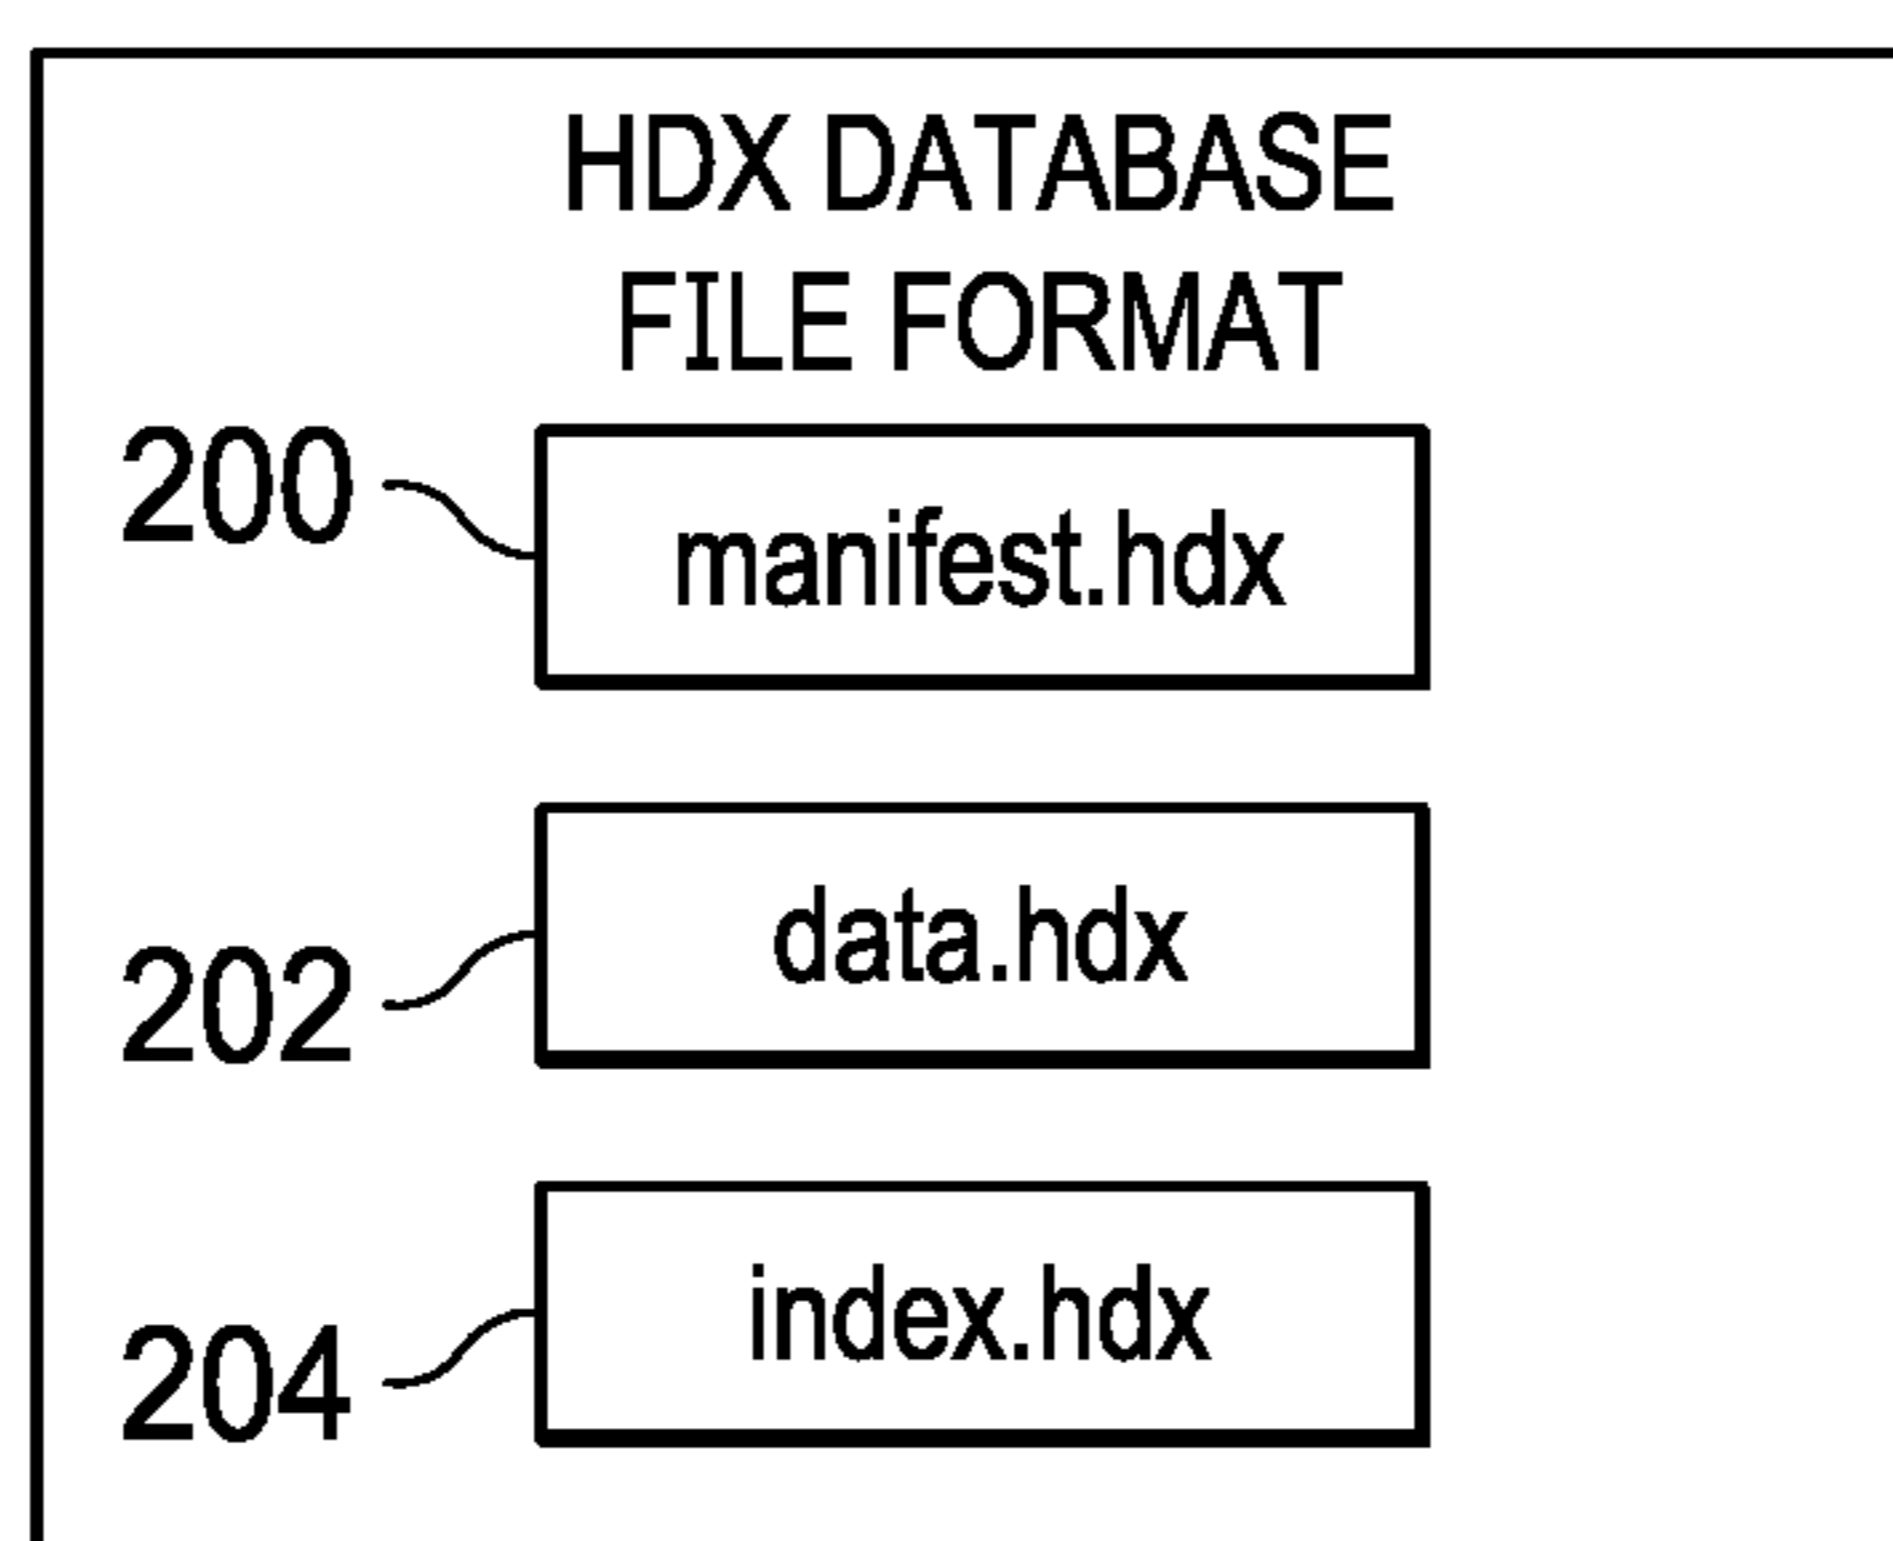 HDX DATABASE
FILE FORMAT
200
manifest.hdx
202
data.hdx
204
index.hdx